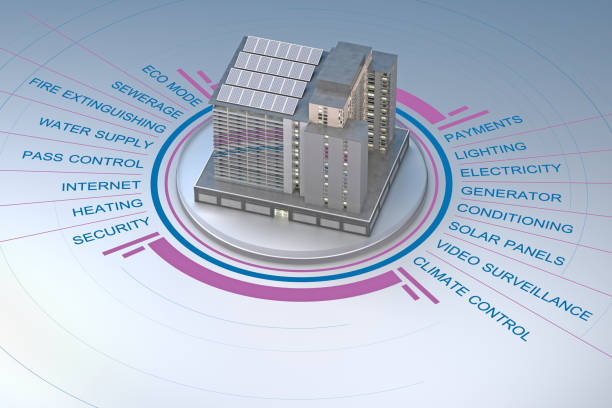 ECO MODE
SEWERAGE
FIRE EXTINGUISHING
WATER SUPPLY
PASS CONTROL
INTERNET
HEATING
SECURITY
PAYMENTS
LIGHTING
ELECTRICITY
GENERATOR
CONDITIONING
SOLAR PANELS
VIDEO SURVEILLANCE
CLIMATE CONTROL